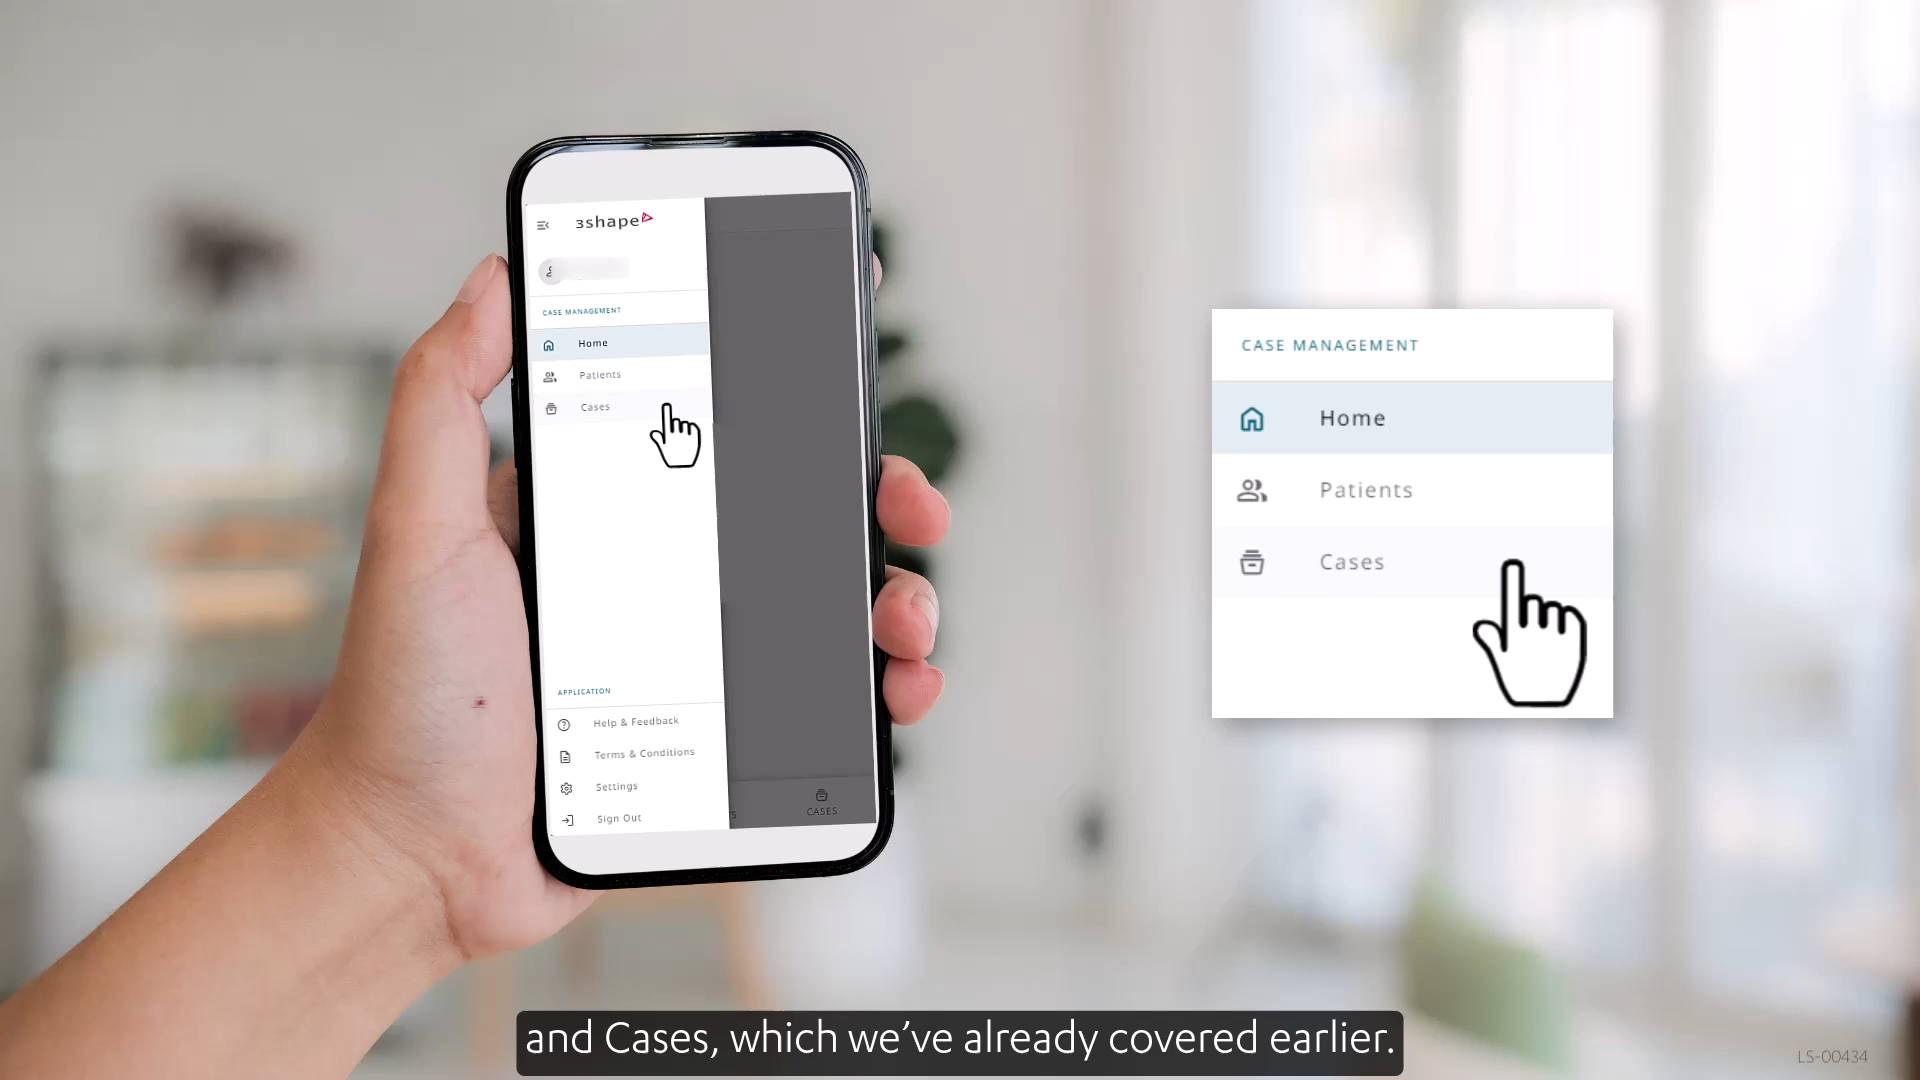 3shape
CASE MANAGEMENT
Home
Patients
Cases
APPLICATION
Help & Feedback
Terms & Conditions
Settings
Sign Out
S
CASES
CASE MANAGEMENT
Home
Patients
Cases
and Cases, which we’ve already covered earlier.
LS-00434